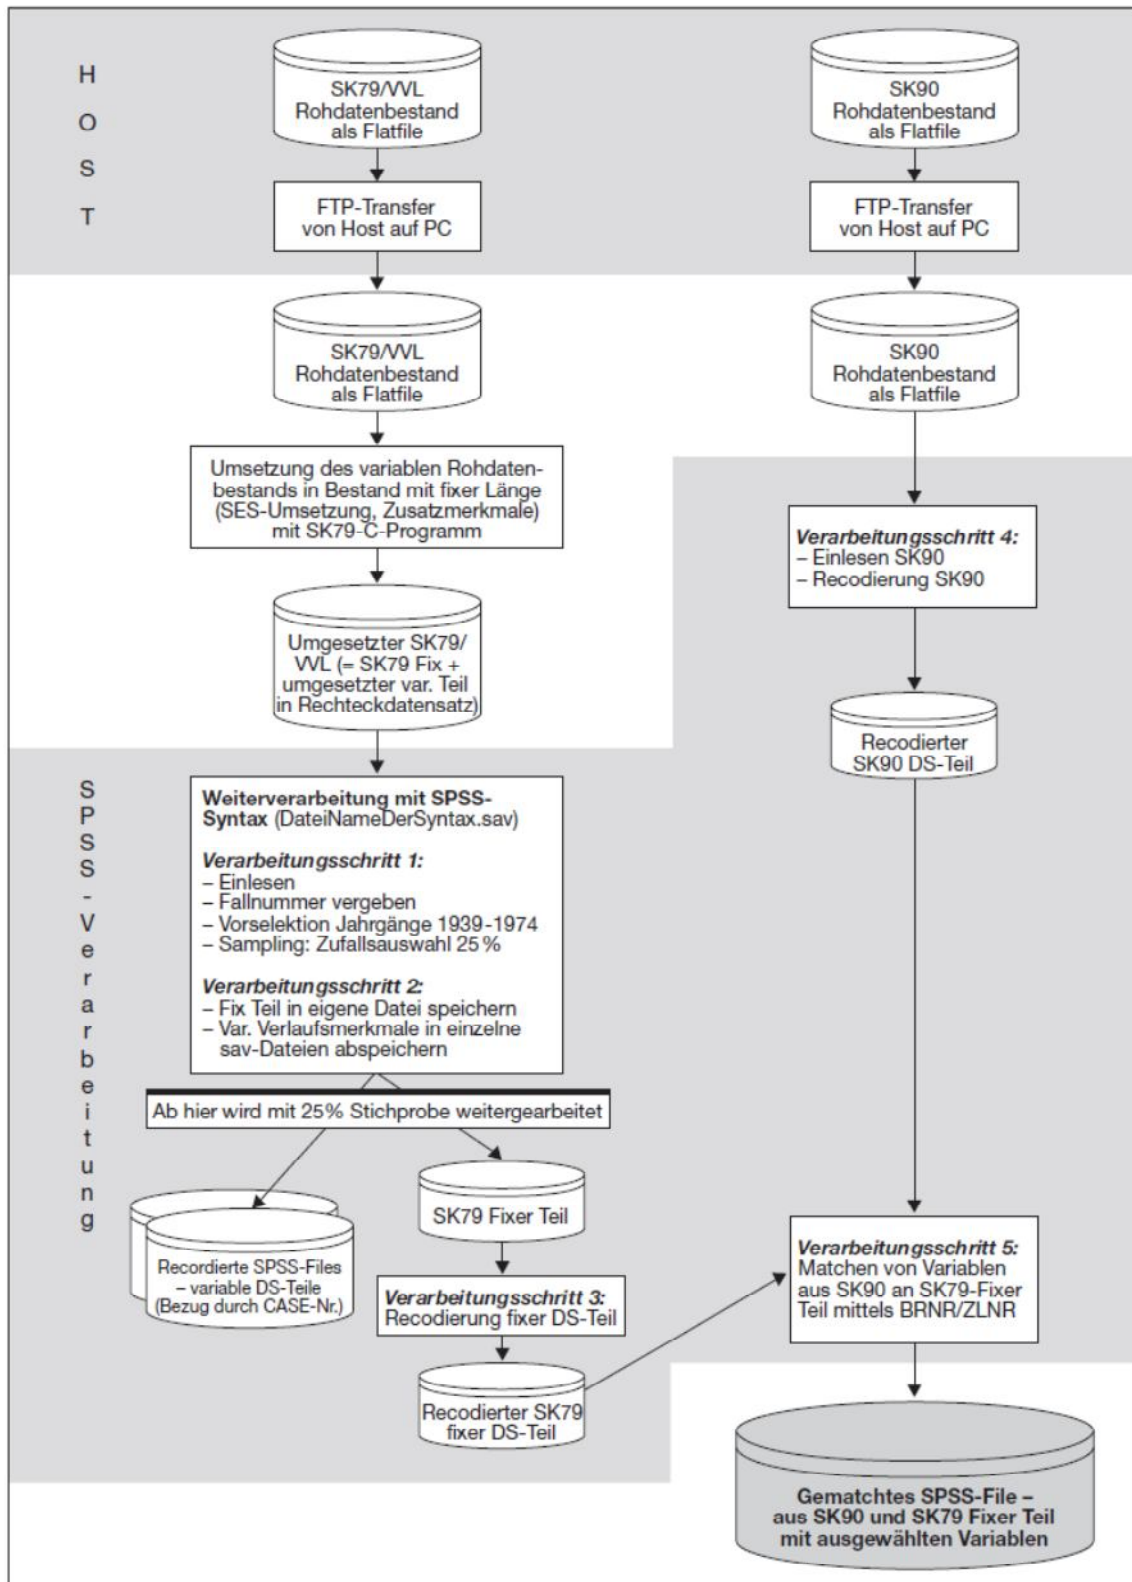 H
O
S
T
SK79/VVL
Rohdatenbestand
als Flatfile
FTP-Transfer
von Host auf PC
SK90
Rohdatenbestand
als Flatfile
FTP-Transfer
von Host auf PC
SK79/VVL
Rohdatenbestand
als Flatfile
SK90
Rohdatenbestand
als Flatfile
Umsetzung des variablen Rohdaten-
bestands in Bestand mit fixer Länge
(SES-Umsetzung, Zusatzmerkmale)
mit SK79-C-Programm
Verarbeitungsschritt 4:
– Einlesen SK90
– Recodierung SK90
Umgesetzter SK79/
VVL (= SK79 Fix +
umgesetzter var. Teil
in Rechteckdatensatz)
Recodierter
SK90 DS-Teil
S
P
S
S
-
V
e
r
a
r
b
e
i
t
u
n
g
Weiterverarbeitung mit SPSS-
Syntax (DateiNameDerSyntax.sav)
Verarbeitungsschritt 1:
– Einlesen
– Fallnummer vergeben
– Vorselektion Jahrgänge 1939-1974
– Sampling: Zufallsauswahl 25 %
Verarbeitungsschritt 2:
– Fix Teil in eigene Datei speichern
– Var. Verlaufsmerkmale in einzelne
sav-Dateien abspeichern
Ab hier wird mit 25% Stichprobe weitergearbeitet
SK79 Fixer Teil
Recordierte SPSS-Files
– variable DS-Teile
(Bezug durch CASE-Nr.)
Verarbeitungsschritt 3:
Recodierung fixer DS-Teil
Recodierter SK79
fixer DS-Teil
Verarbeitungsschritt 5:
Matchen von Variablen
aus SK90 an SK79-Fixer
Teil mittels BRNR/ZLNR
Gematchtes SPSS-File –
aus SK90 und SK79 Fixer Teil
mit ausgewählten Variablen